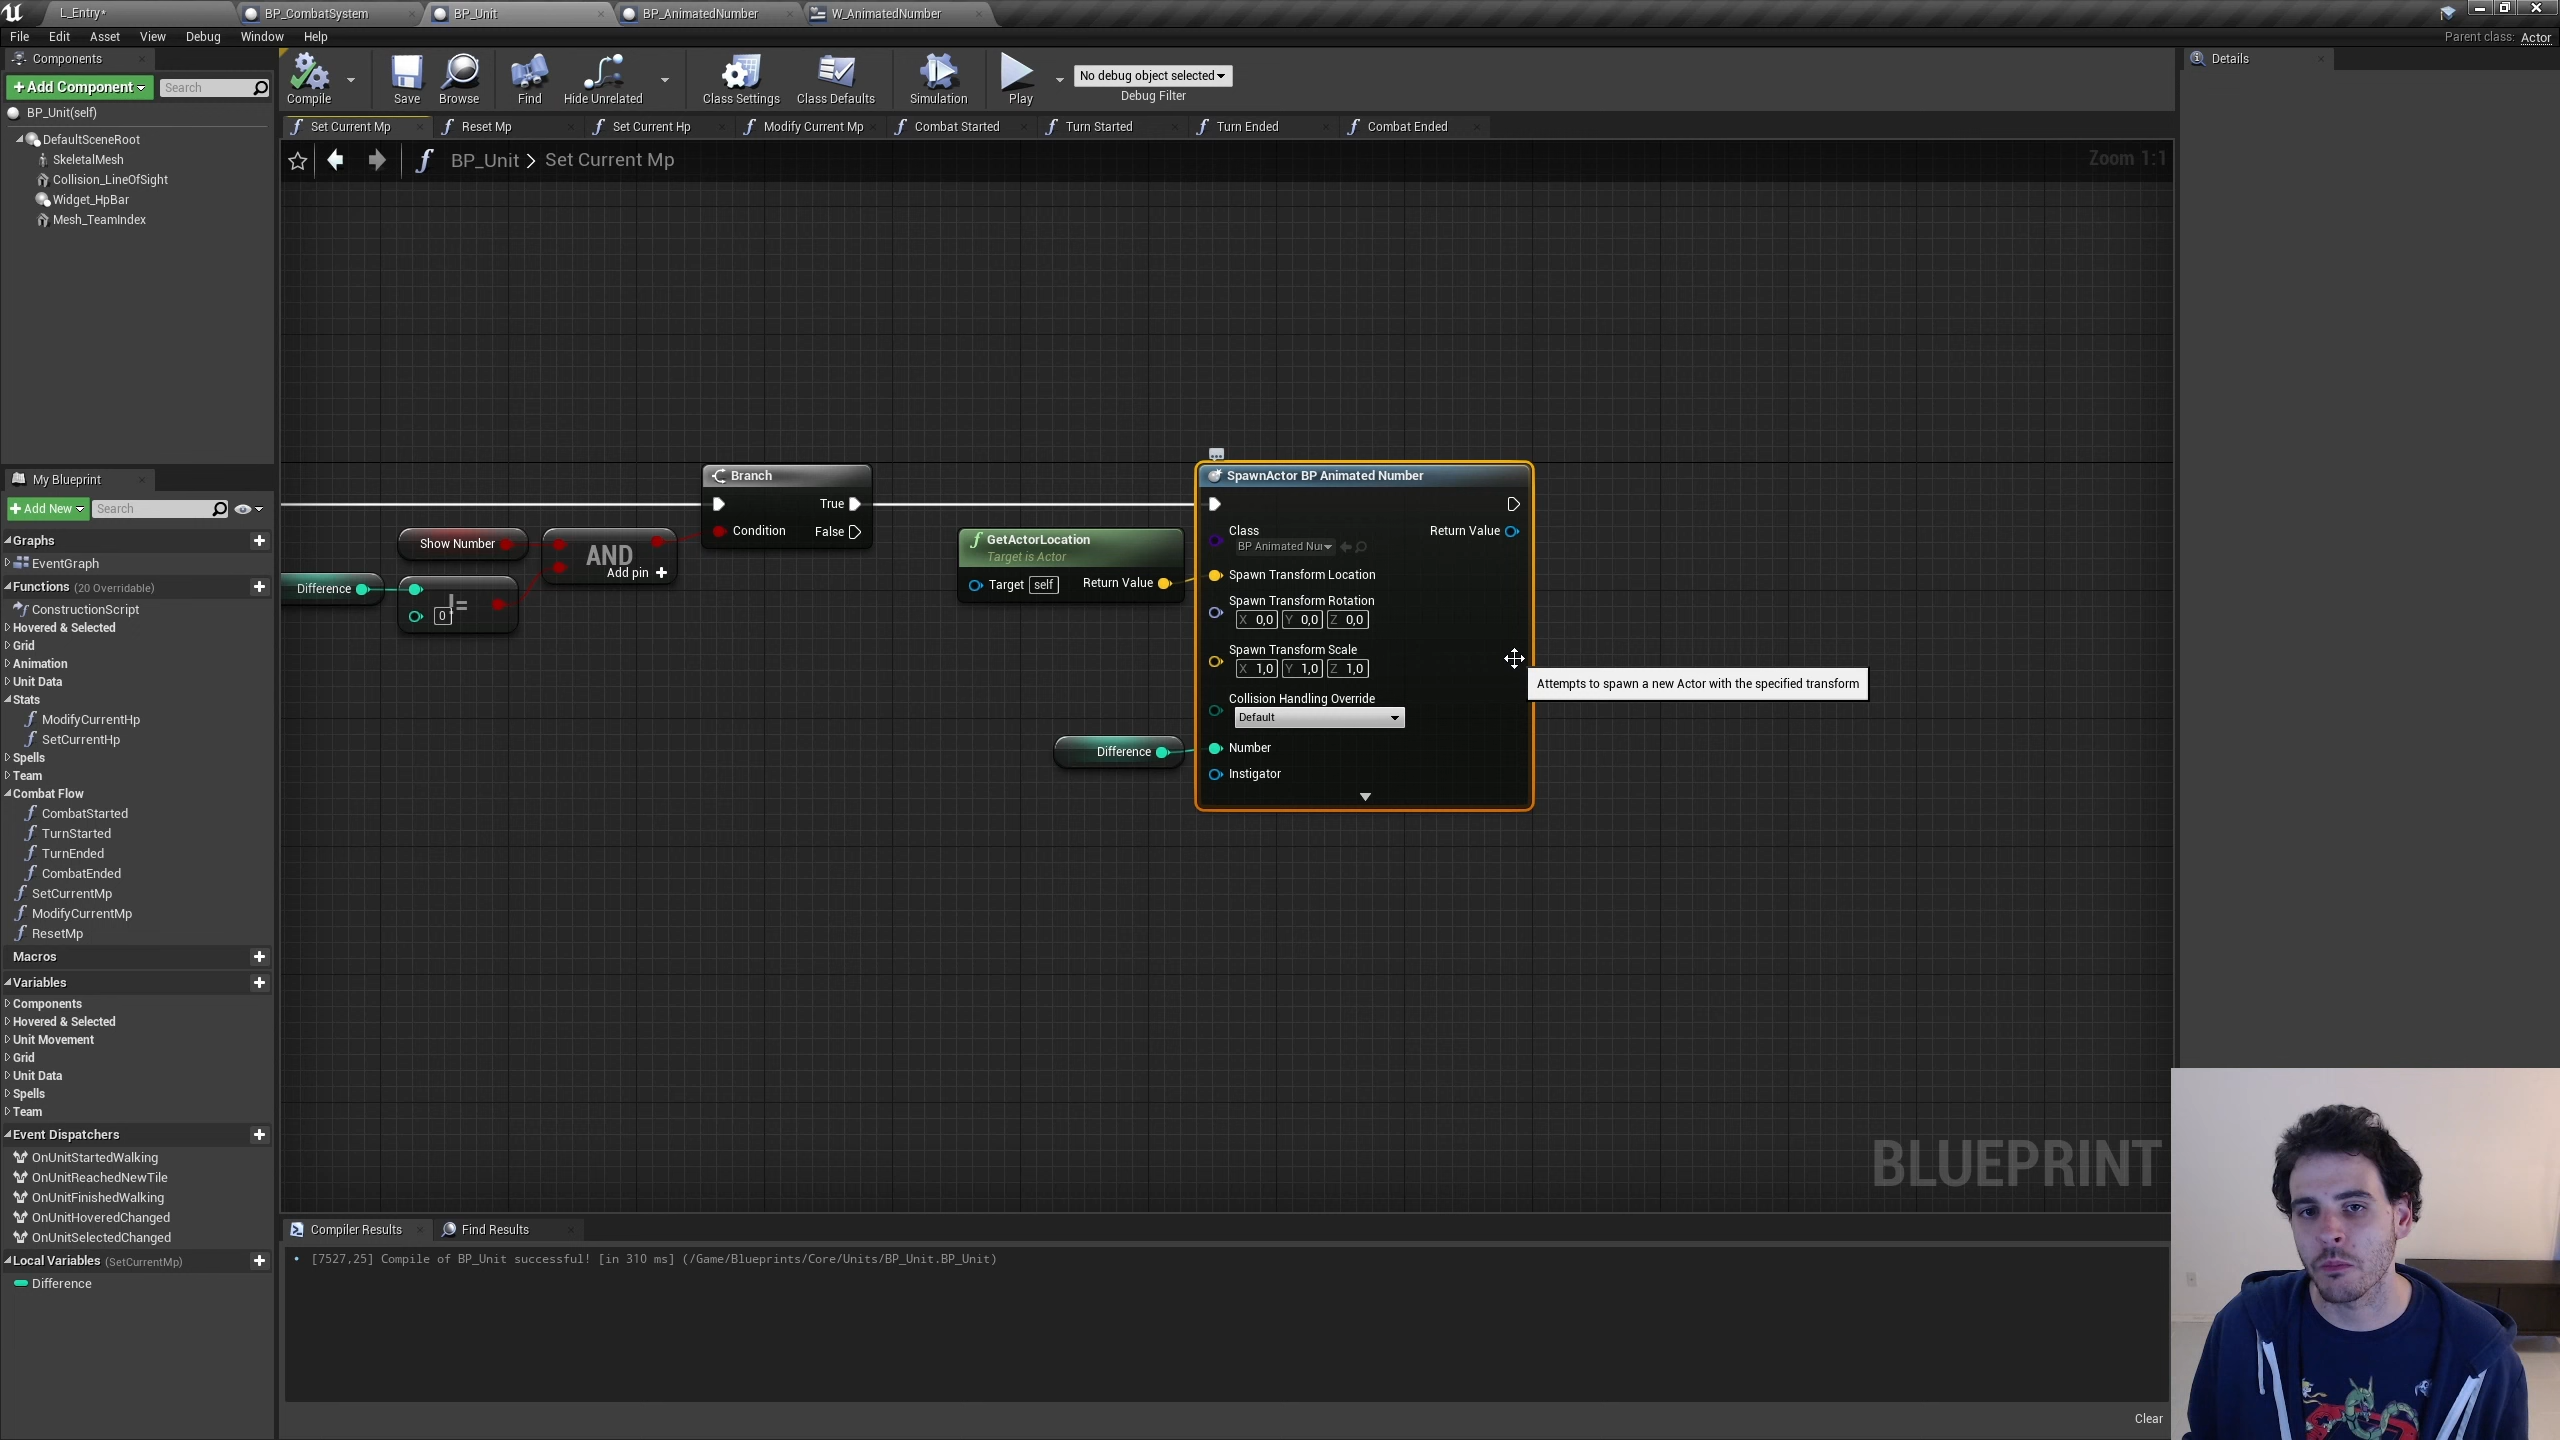 L_Entry*
BP_CombatSystem
BP_Unit
BP_AnimatedNumber
W_AnimatedNumber
File Edit Asset View Debug Window Help
Parent class: Actor
Components
+Add Component
Search
BP_Unit(self)
DefaultSceneRoot
SkeletalMesh
Collision_LineOfSight
Widget_HpBar
Mesh_TeamIndex
Compile
Save
Browse
Find
Hide Unrelated
Class Settings
Class Defaults
Simulation
Play
No debug object selected
Debug Filter
Details
Set Current Mp
Reset Mp
Set Current Hp
Modify Current Mp
Combat Started
Turn Started
Turn Ended
Combat Ended
BP_Unit > Set Current Mp
Zoom 1:1
Branch
True
Condition
False
Show Number
AND
Add pin +
Difference
!=
0
GetActorLocation
Target is Actor
Target self
Return Value
SpawnActor BP Animated Number
Class
BP Animated Nu
Return Value
Spawn Transform Location
Spawn Transform Rotation
X 0,0 Y 0,0 Z 0,0
Spawn Transform Scale
X 1,0 Y 1,0 Z 1,0
Collision Handling Override
Default
Difference
Number
Instigator
Attempts to spawn a new Actor with the specified transform
BLUEPRINT
My Blueprint
+Add New
Search
Graphs
EventGraph
Functions (20 Overridable)
ConstructionScript
Hovered & Selected
Grid
Animation
Unit Data
Stats
ModifyCurrentHp
SetCurrentHp
Spells
Team
Combat Flow
CombatStarted
TurnStarted
TurnEnded
CombatEnded
SetCurrentMp
ModifyCurrentMp
ResetMp
Macros
Variables
Components
Hovered & Selected
Unit Movement
Grid
Unit Data
Spells
Team
Event Dispatchers
OnUnitStartedWalking
OnUnitReachedNewTile
OnUnitFinishedWalking
OnUnitHoveredChanged
OnUnitSelectedChanged
Local Variables (SetCurrentMp)
Difference
Compiler Results
Find Results
[7527,25] Compile of BP_Unit successful! [in 310 ms] (/Game/Blueprints/Core/Units/BP_Unit.BP_Unit)
Clear